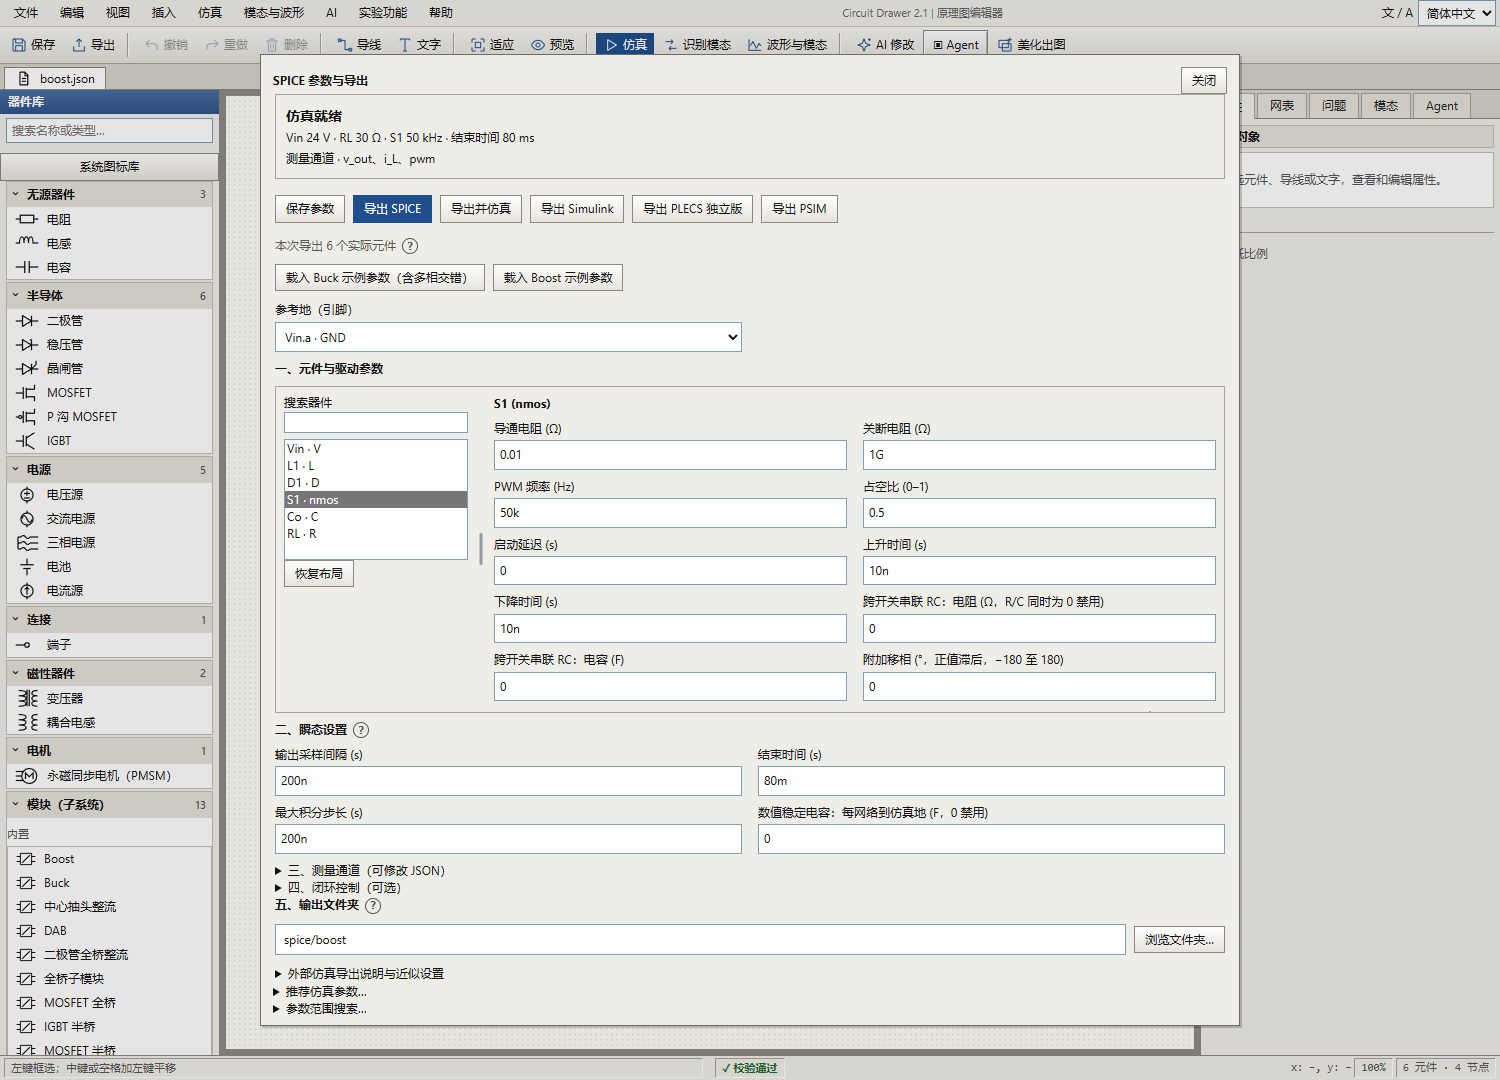 文件 编辑 视图 插入 仿真 模态与波形 AI 实验功能 帮助 Circuit Drawer 2.1 | 原理图编辑器 文 / A 简体中文
保存 导出 撤销 重做 删除 导线 文字 适应 预览 仿真 识别模态 波形与模态 AI 修改 Agent 美化出图
boost.json
器件库
搜索名称或类型...
系统图标库
无源器件 3
电阻
电感
电容
半导体 6
二极管
稳压管
晶闸管
MOSFET
P 沟 MOSFET
IGBT
电源 5
电压源
交流电源
三相电源
电池
电流源
连接 1
端子
磁性器件 2
变压器
耦合电感
电机 1
永磁同步电机（PMSM）
模块（子系统） 13
内置
Boost
Buck
中心抽头整流
DAB
二极管全桥整流
全桥子模块
MOSFET 全桥
IGBT 半桥
MOSFET 半桥
SPICE 参数与导出 关闭
仿真就绪
Vin 24 V · RL 30 Ω · S1 50 kHz · 结束时间 80 ms
测量通道 · v_out、i_L、pwm
保存参数 导出 SPICE 导出并仿真 导出 Simulink 导出 PLECS 独立版 导出 PSIM
本次导出 6 个实际元件 ?
载入 Buck 示例参数（含多相交错） 载入 Boost 示例参数
参考地（引脚）
Vin.a · GND
一、元件与驱动参数
搜索器件
Vin · V
L1 · L
D1 · D
S1 · nmos
Co · C
RL · R
恢复布局
S1 (nmos)
导通电阻 (Ω) 关断电阻 (Ω)
0.01 1G
PWM 频率 (Hz) 占空比 (0–1)
50k 0.5
启动延迟 (s) 上升时间 (s)
0 10n
下降时间 (s) 跨开关串联 RC：电阻 (Ω，R/C 同时为 0 禁用)
10n 0
跨开关串联 RC：电容 (F) 附加移相 (°，正值滞后，−180 至 180)
0 0
二、瞬态设置 ?
输出采样间隔 (s) 结束时间 (s)
200n 80m
最大积分步长 (s) 数值稳定电容：每网络到仿真地 (F，0 禁用)
200n 0
三、测量通道（可修改 JSON）
四、闭环控制（可选）
五、输出文件夹 ?
spice/boost 浏览文件夹...
外部仿真导出说明与近似设置
推荐仿真参数...
参数范围搜索...
网表 问题 模态 Agent
对象
元件、导线或文字，查看和编辑属性。
比例
左键框选；中键或空格加左键平移 ✓ 校验通过 x: –, y: – 100% 6 元件 · 4 节点